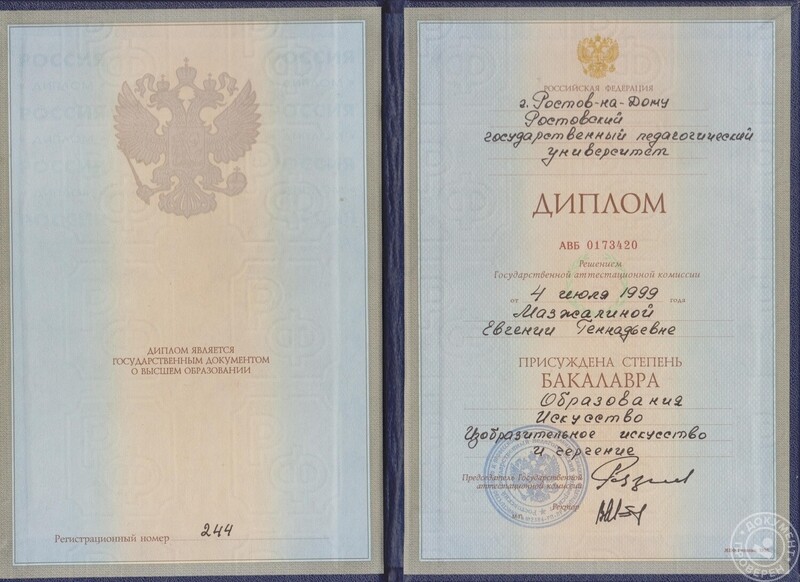 ДИПЛОМ ЯВЛЯЕТСЯ
ГОСУДАРСТВЕННЫМ ДОКУМЕНТОМ
О ВЫСШЕМ ОБРАЗОВАНИИ
Регистрационный номер 244
РОССИЙСКАЯ ФЕДЕРАЦИЯ
г. Ростов-на-Дону
Ростовский
государственный педагогический
университет
ДИПЛОМ
АВБ 0173420
Решением
Государственной аттестационной комиссии
от 4 июля 1999 года
Мазжалиной
Евгении Геннадьевне
ПРИСУЖДЕНА СТЕПЕНЬ
БАКАЛАВРА
Образования
Искусство
Изобразительное искусство
и черчение
Председатель Государственной
аттестационной комиссии
Ректор
ДОКУМЕНТ
ПРОВЕРЕН